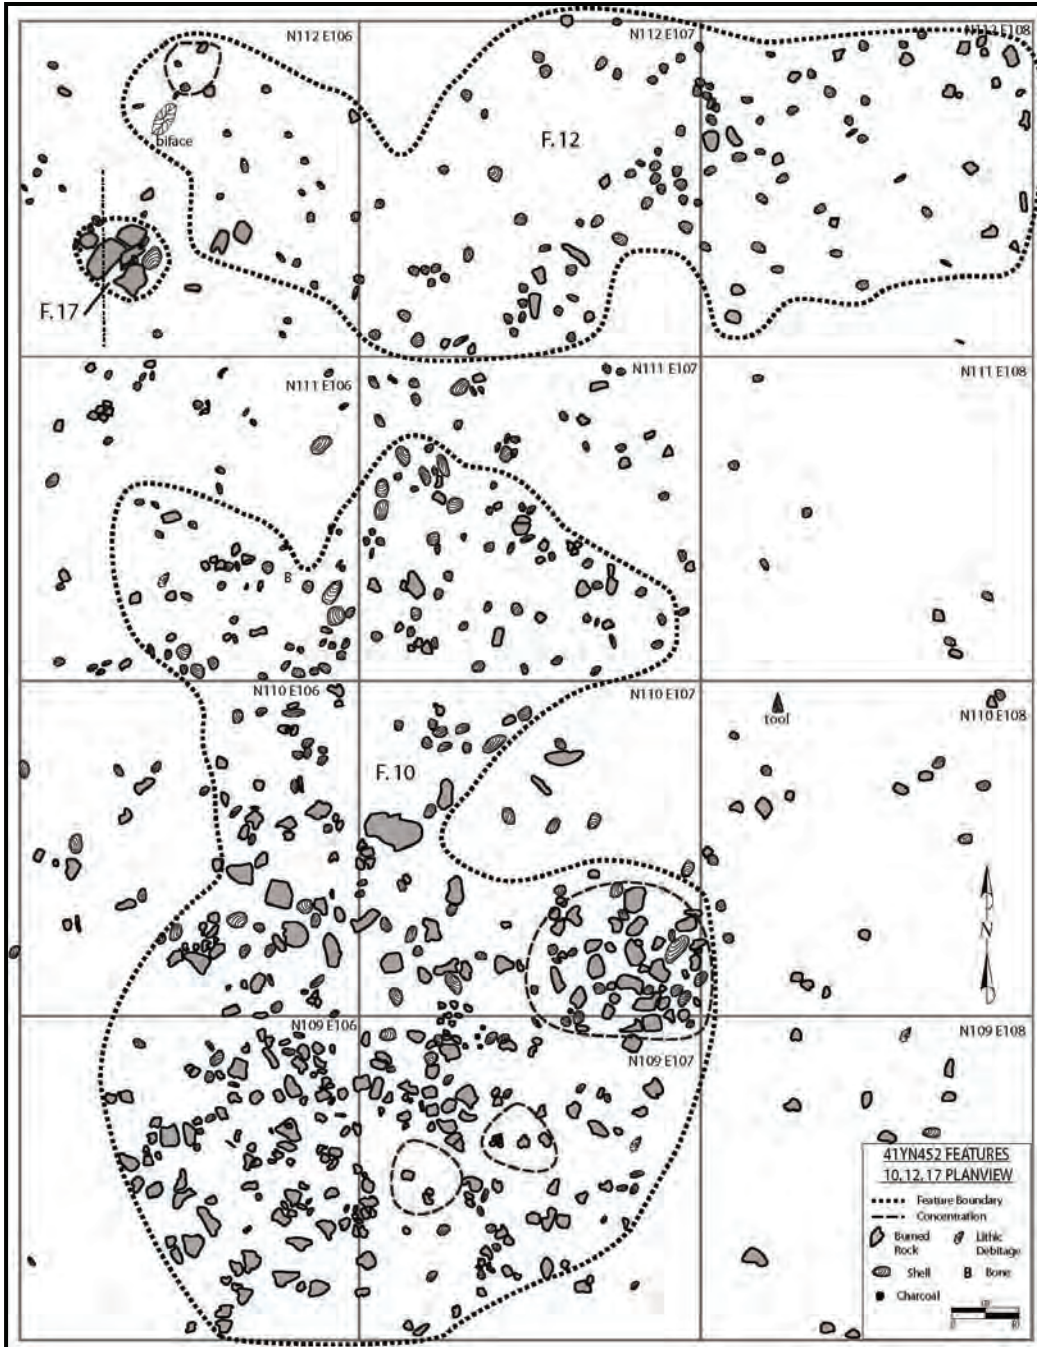 N112 E106
N112 E107
N112 E108
biface
F.12
F.17
N111 E106
N111 E107
N111 E108
B
N110 E106
N110 E107
N110 E108
tool
F.10
N
N109 E106
N109 E107
N109 E108
41YN452 FEATURES
10, 12, 17 PLANVIEW
Feature Boundary
Concentration
Burned
Rock
Lithic
Debitage
Shell
B Bone
Charcoal